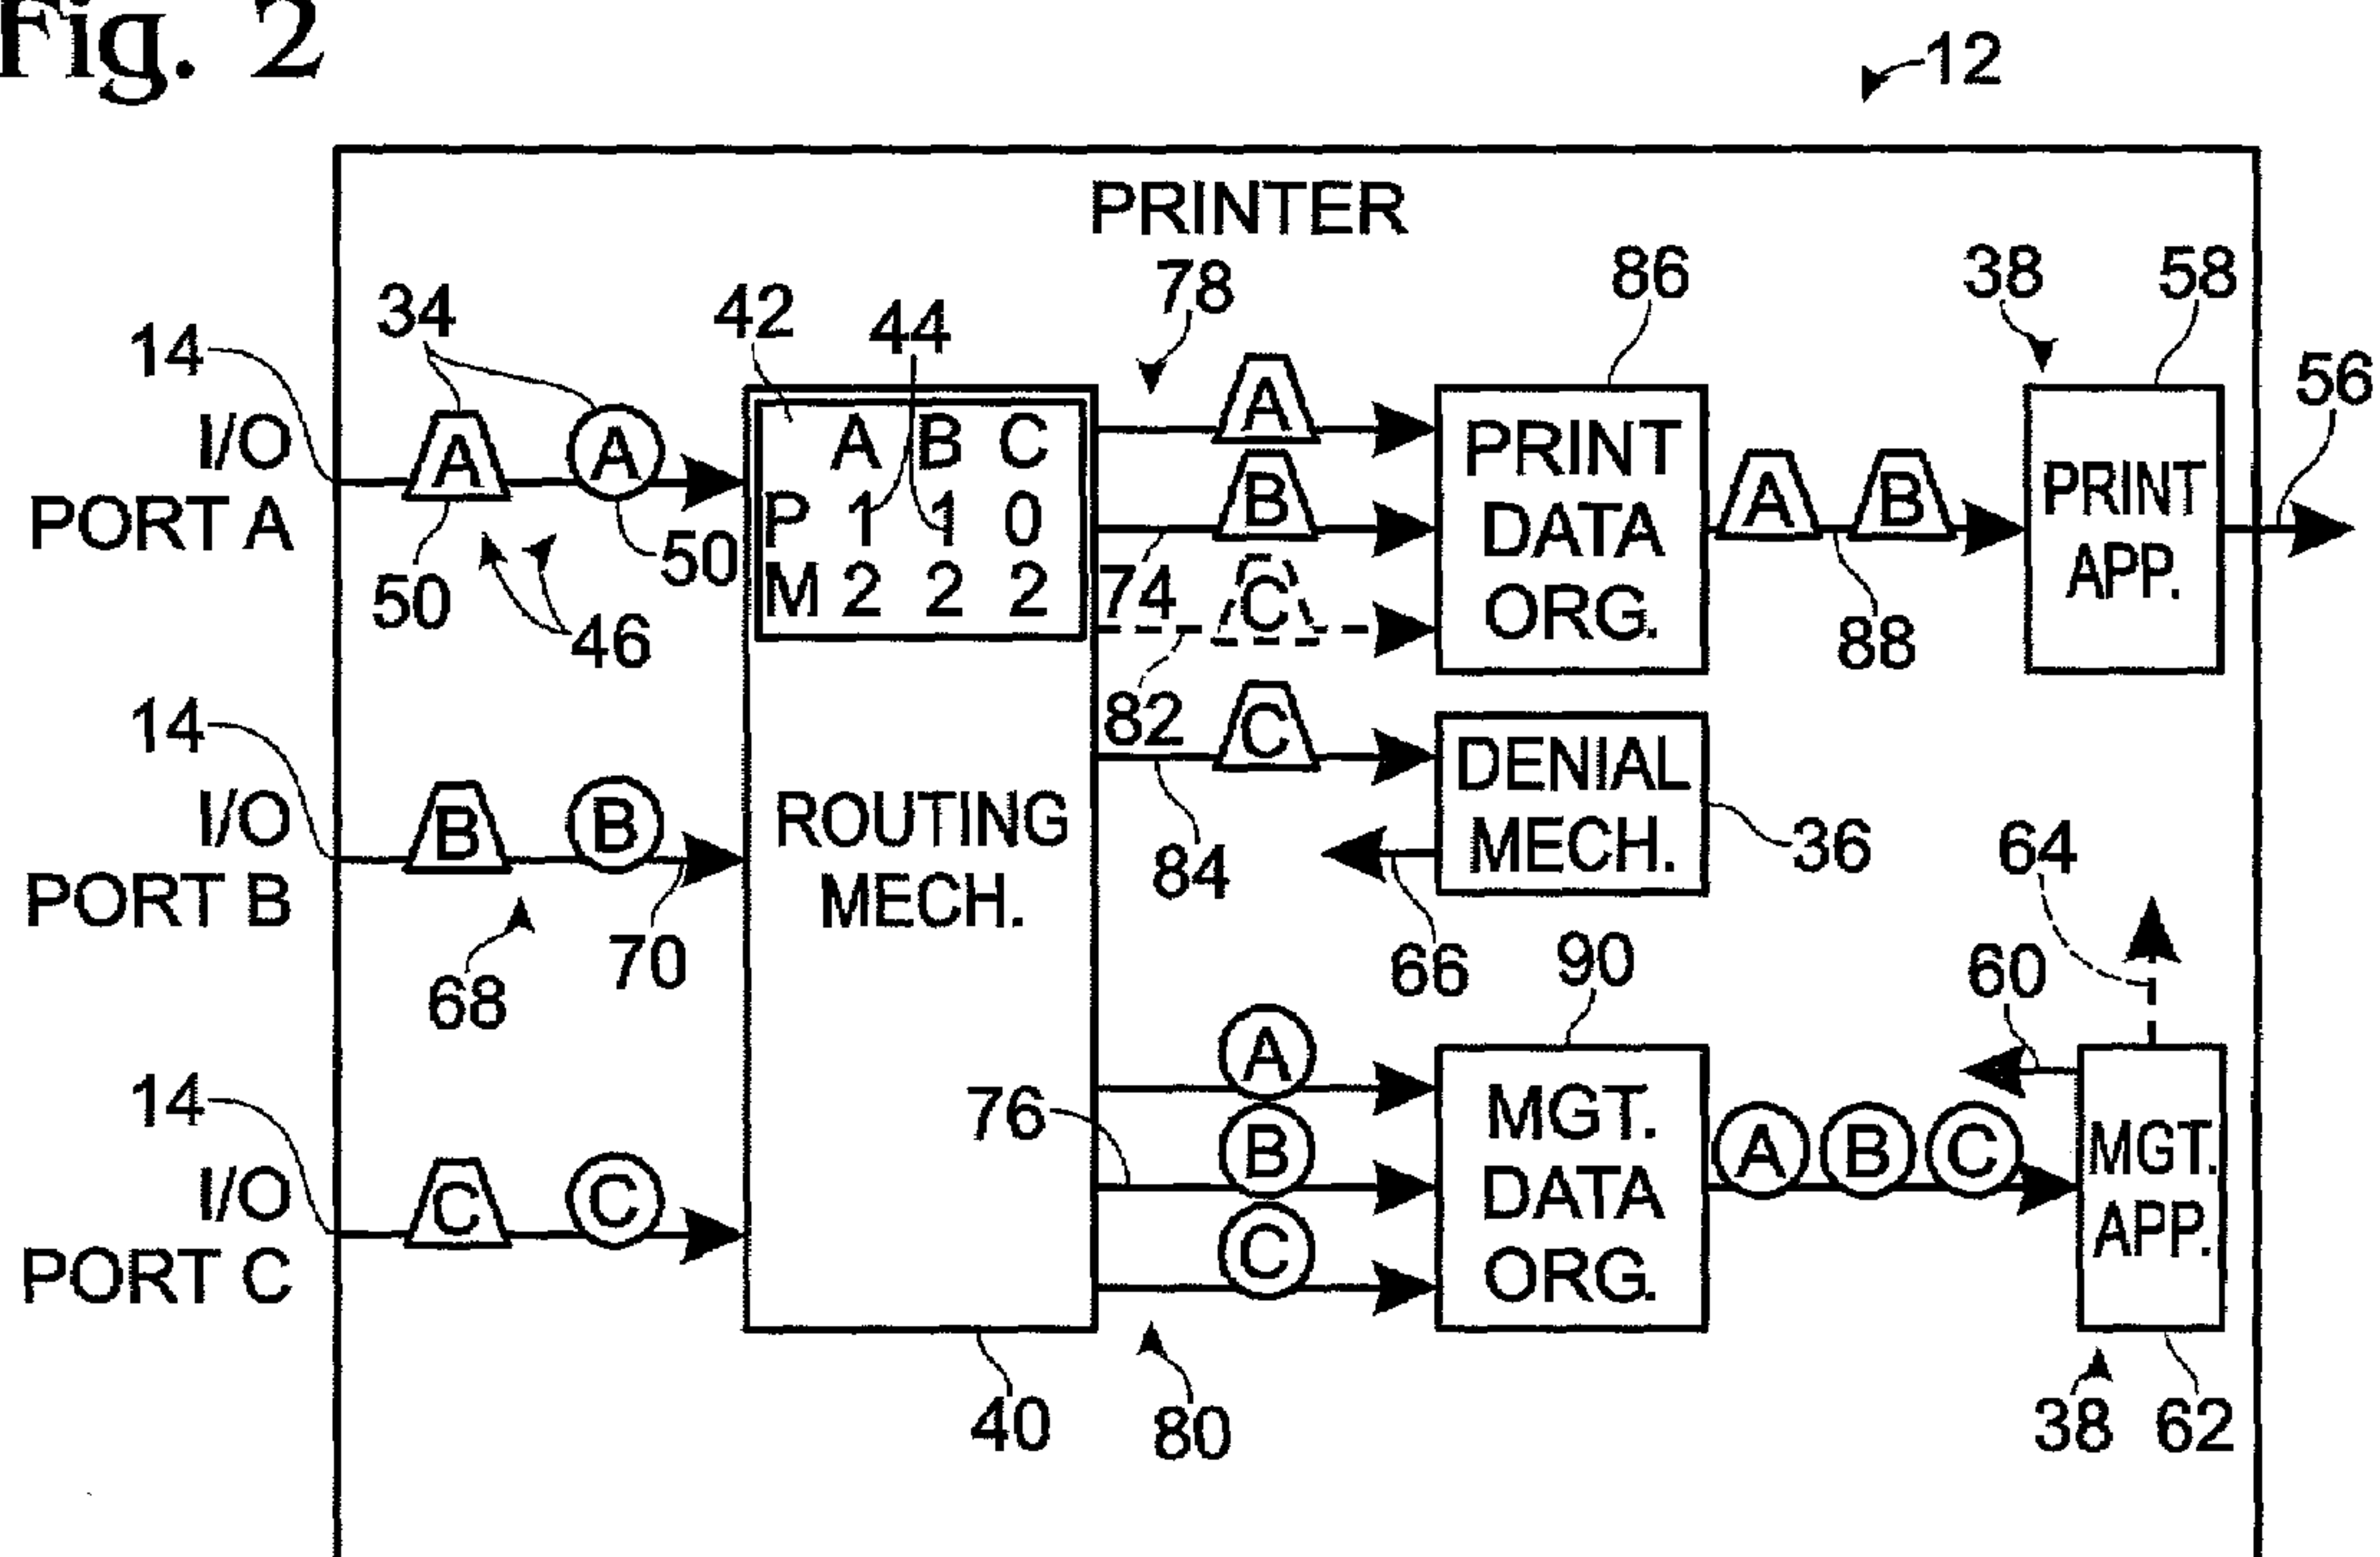 Fig. 2
12
PRINTER
78
86
38
58
34
42
44
14
56
I/O
PORT A
A
A
50
50
46
A B C
P 1 1 0
M 2 2 2
A
B
C
74
82
PRINT
DATA
ORG.
A
B
88
PRINT
APP.
14
I/O
PORT B
B
B
68
70
ROUTING
MECH.
C
84
DENIAL
MECH.
36
66
64
60
90
14
I/O
PORT C
C
C
76
A
B
C
MGT.
DATA
ORG.
A
B
C
MGT.
APP.
40
80
38
62